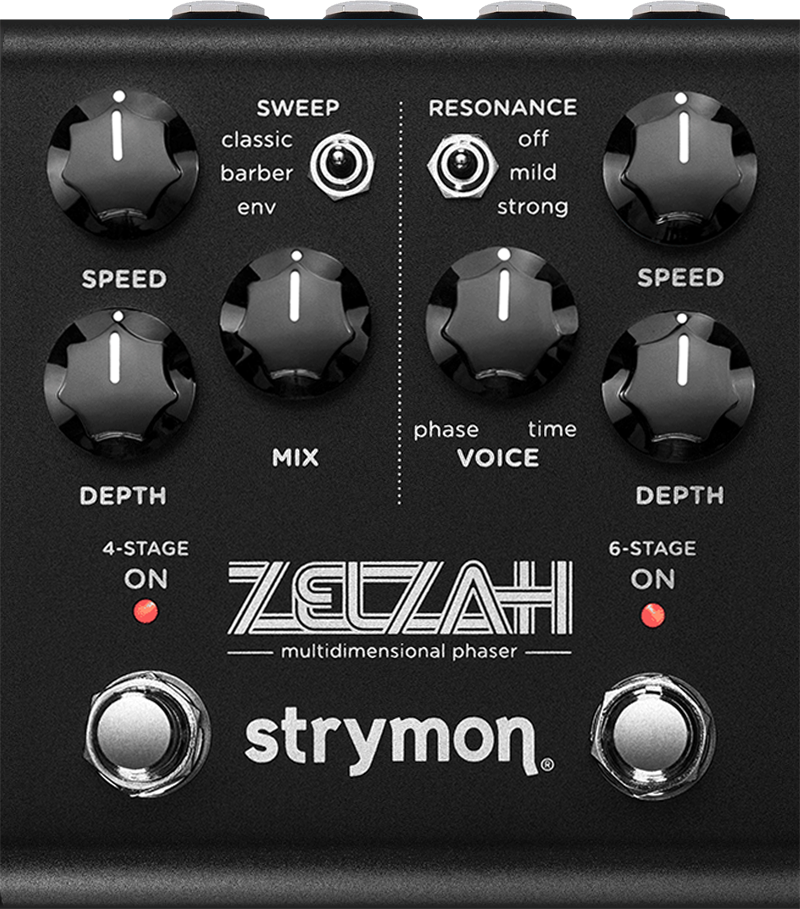 SWEEP
classic
barber
env
RESONANCE
off
mild
strong
SPEED
SPEED
MIX
phase time
VOICE
DEPTH
DEPTH
4-STAGE
ON
6-STAGE
ON
ZELZAH
multidimensional phaser
strymon®